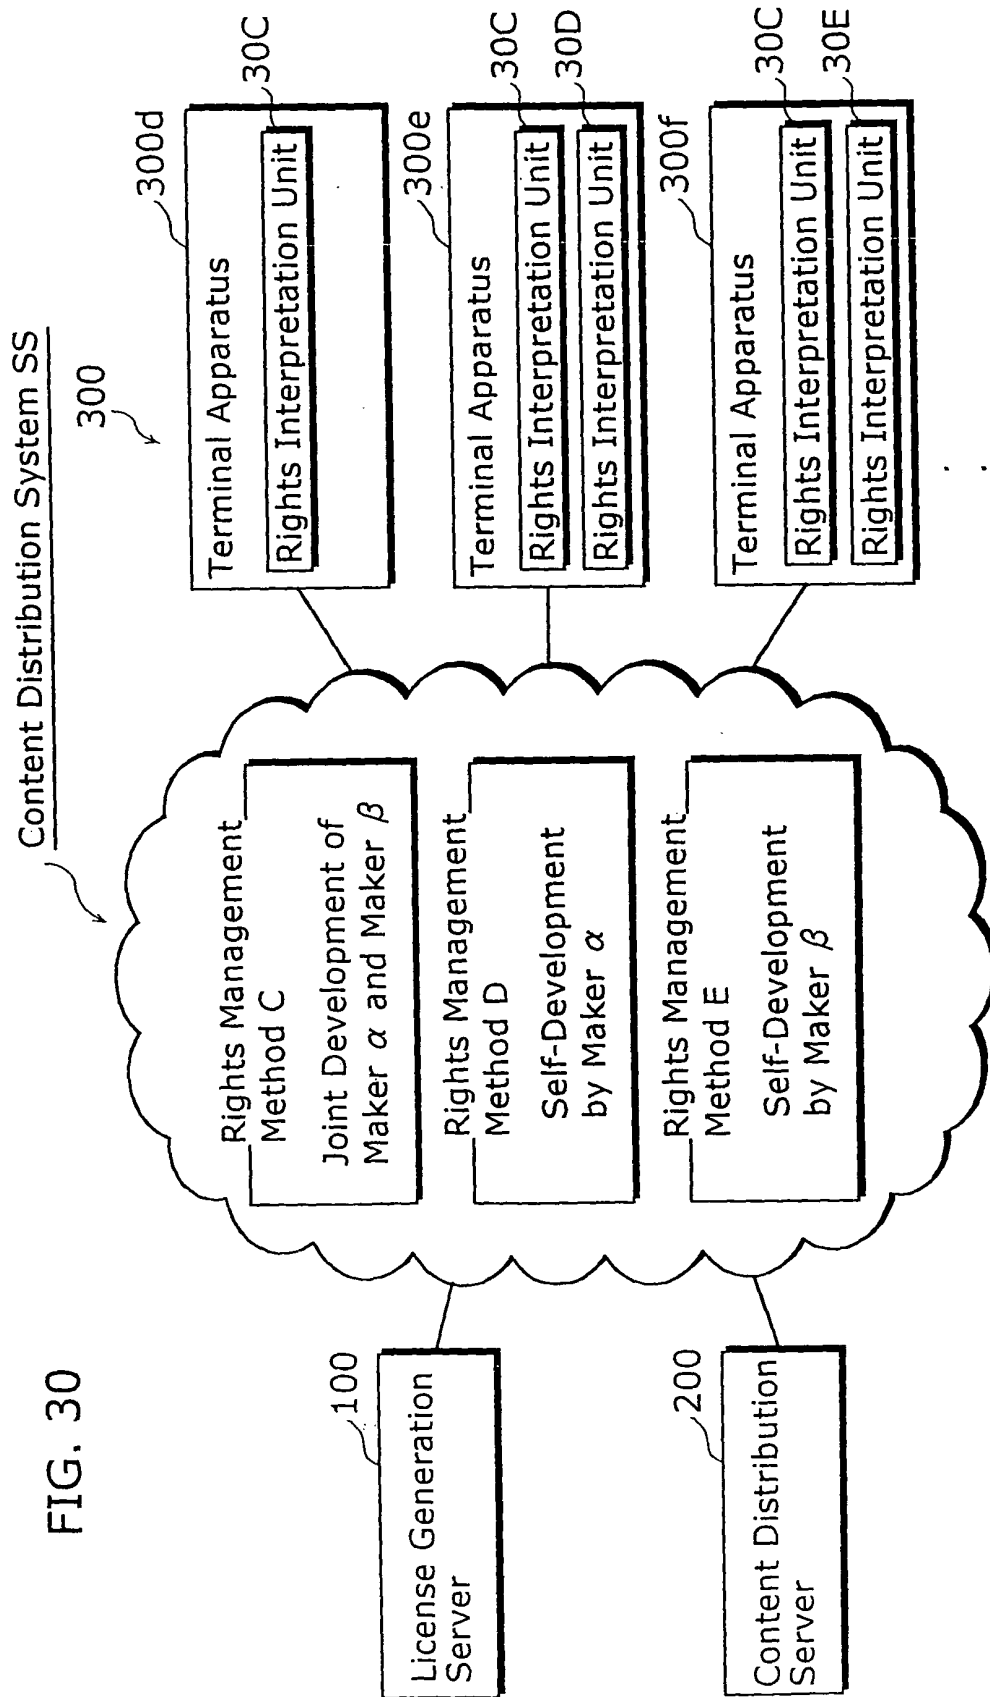 FIG. 30
Content Distribution System SS
100
License Generation
Server
200
Content Distribution
Server
Rights Management
Method C
Joint Development of
Maker α and Maker β
Rights Management
Method D
Self-Development
by Maker α
Rights Management
Method E
Self-Development
by Maker β
300
300d
Terminal Apparatus
30C
Rights Interpretation Unit
300e
Terminal Apparatus
30C
Rights Interpretation Unit
30D
Rights Interpretation Unit
300f
Terminal Apparatus
30C
Rights Interpretation Unit
30E
Rights Interpretation Unit